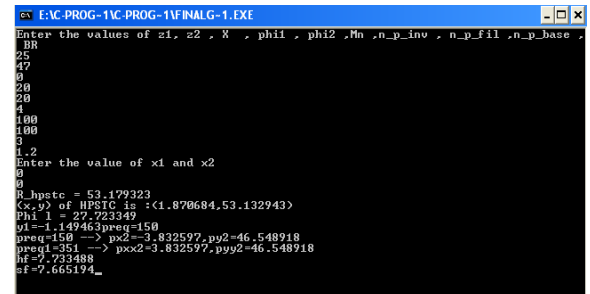 E:\C-PROG~1\C-PROG~1\FINALG~1.EXE
Enter the values of z1, z2 , X  , phi1 , phi2 ,Mn ,n_p_inv , n_p_fil ,n_p_base ,
 BR
25
47
0
20
20
4
100
100
3
1.2
Enter the value of x1 and x2
0
0
R_hpstc = 53.179323
(x,y) of HPSTC is :(1.870684,53.132943)
Phi l = 27.723349
y1=-1.149463preq=150
preq=150 --> px2=-3.832597,py2=46.548918
preq1=351 --> pxx2=3.832597,pyy2=46.548918
hf=7.733488
sf=7.665194_